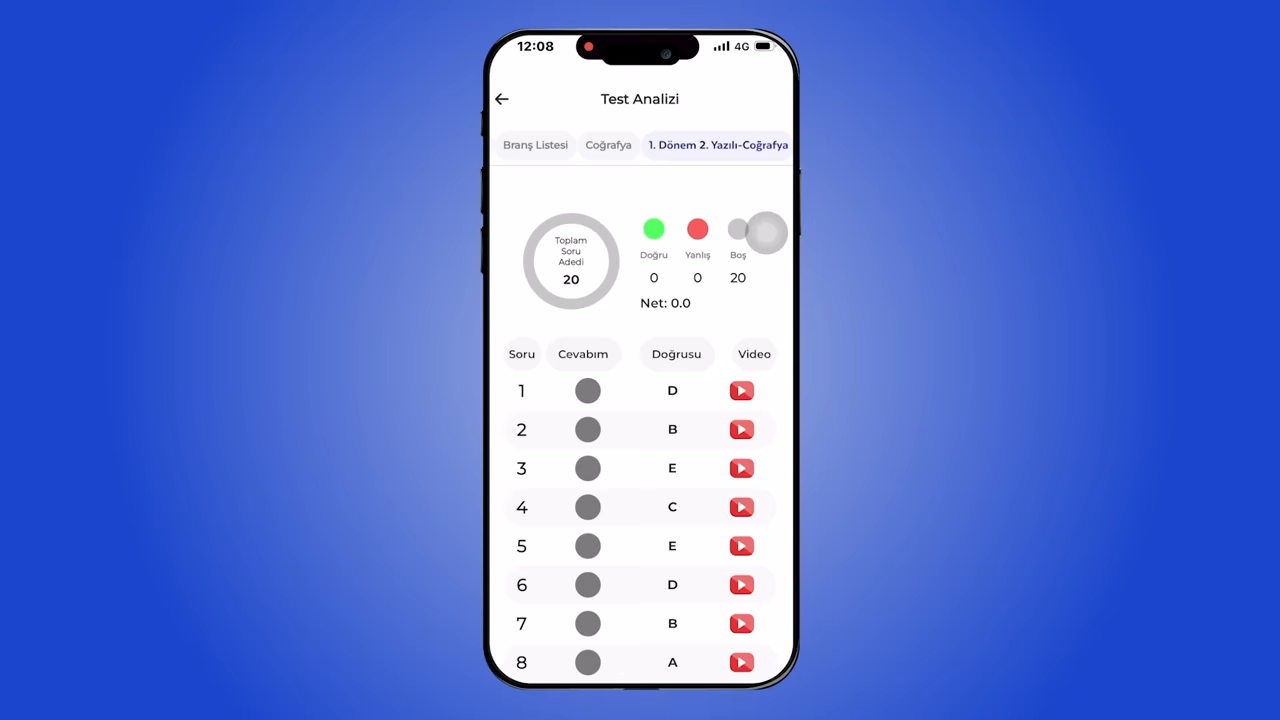 12:08
4G
Test Analizi
Branş Listesi
Coğrafya
1. Dönem 2. Yazılı-Coğrafya
Toplam
Soru
Adedi
20
Doğru
Yanlış
Boş
0
0
20
Net: 0.0
Soru
Cevabım
Doğrusu
Video
1
D
2
B
3
E
4
C
5
E
6
D
7
B
8
A